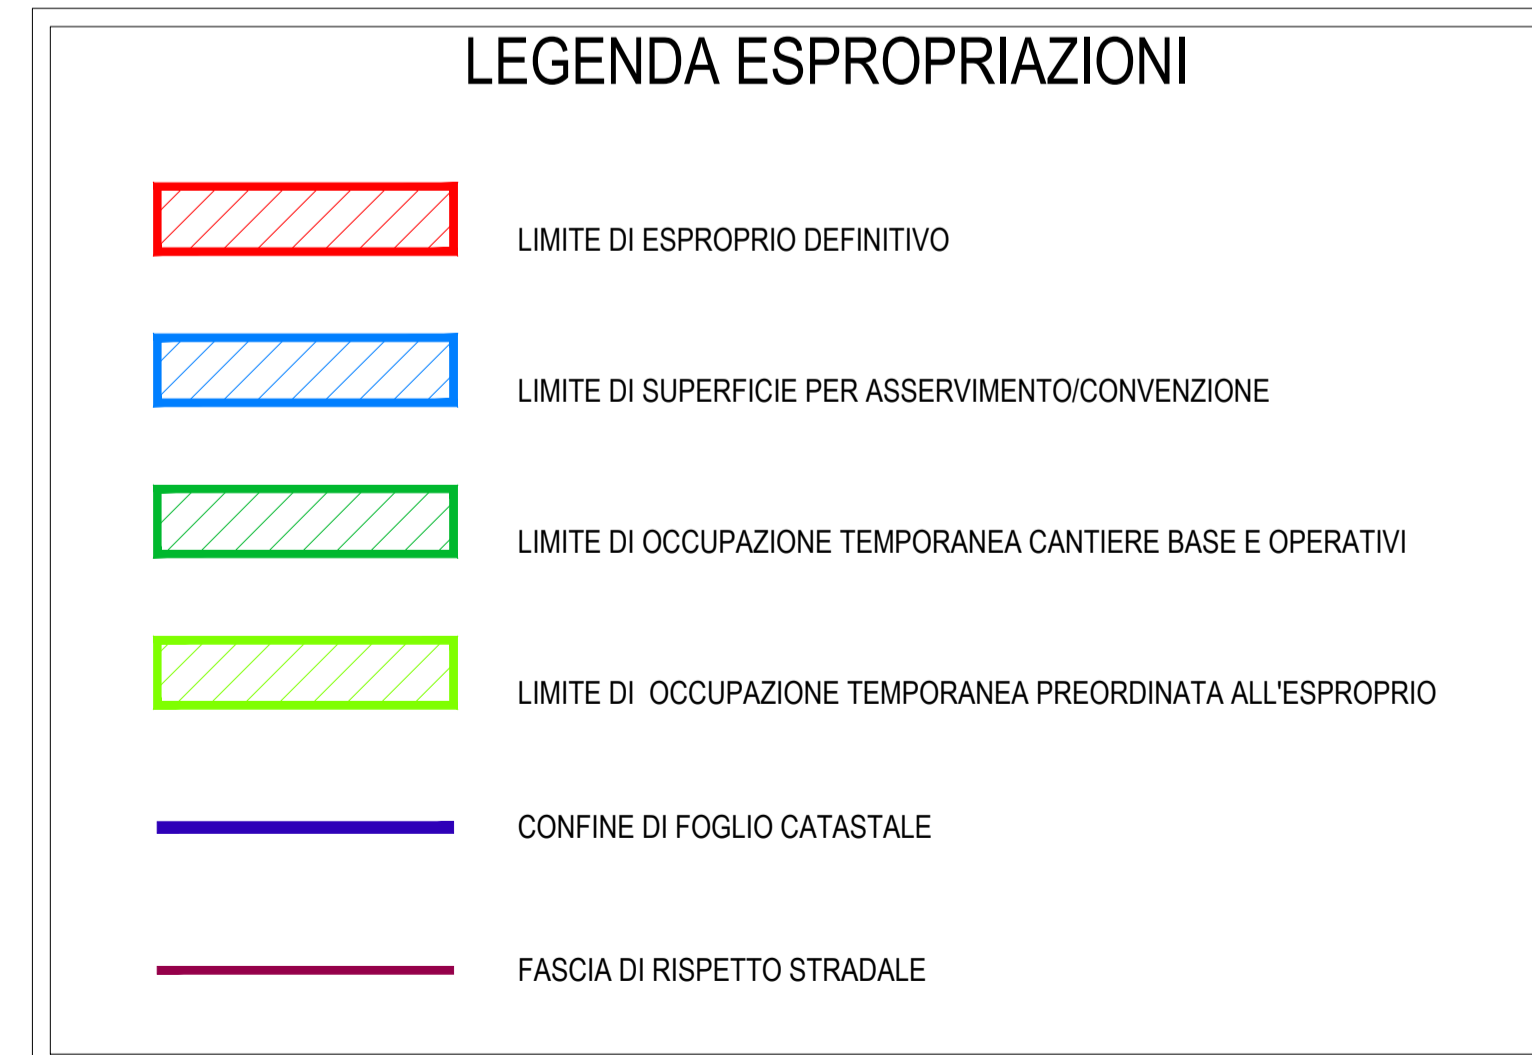 LEGENDA ESPROPRIAZIONI
LIMITE DI ESPROPRIO DEFINITIVO
LIMITE DI SUPERFICIE PER ASSERVIMENTO/CONVENZIONE
LIMITE DI OCCUPAZIONE TEMPORANEA CANTIERE BASE E OPERATIVI
LIMITE DI  OCCUPAZIONE TEMPORANEA PREORDINATA ALL'ESPROPRIO
CONFINE DI FOGLIO CATASTALE
FASCIA DI RISPETTO STRADALE